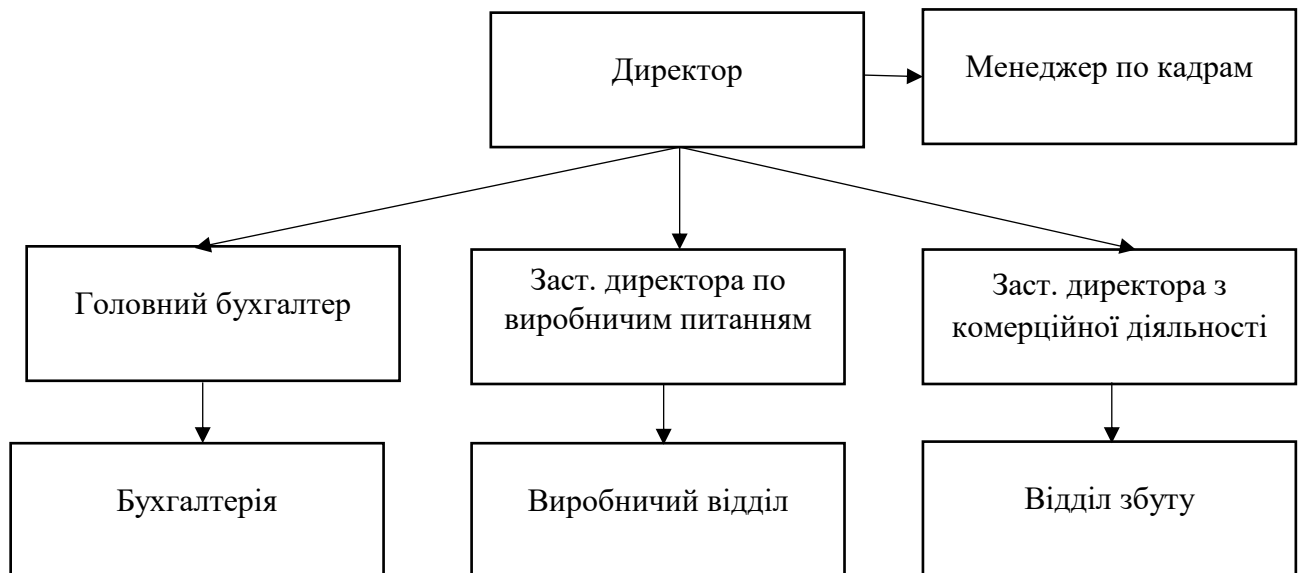 Директор
Менеджер по кадрам
Головний бухгалтер
Заст. директора по
виробничим питанням
Заст. директора з
комерційної діяльності
Бухгалтерія
Виробничий відділ
Відділ збуту